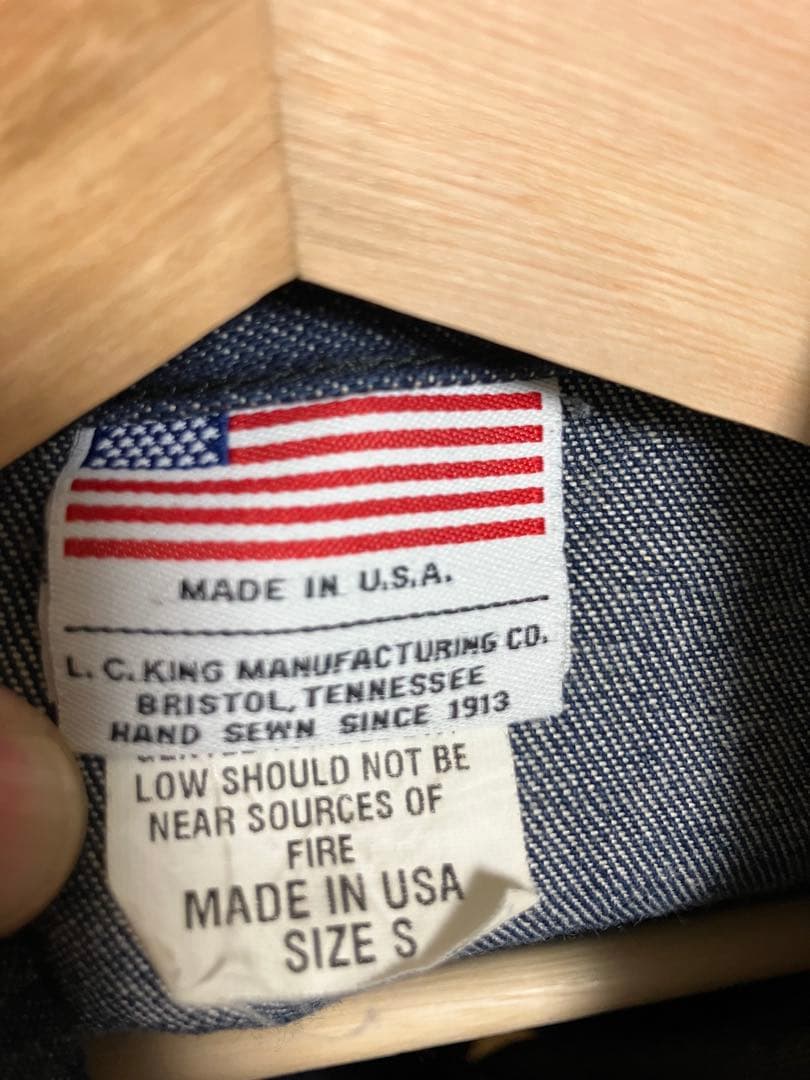 MADE IN U.S.A.
L. C. KING MANUFACTURING CO.
BRISTOL, TENNESSEE
HAND SEWN SINCE 1913
LOW SHOULD NOT BE
NEAR SOURCES OF
FIRE
MADE IN USA
SIZE S